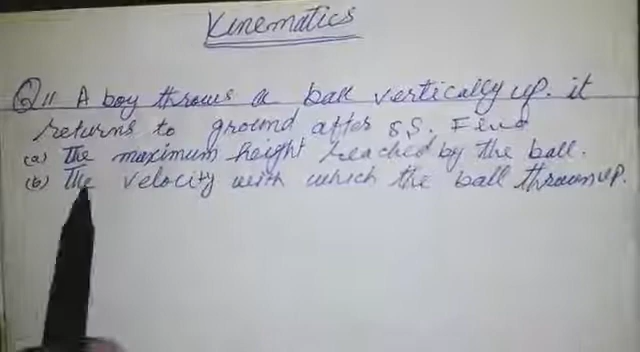 Kinematics
Q11 A boy throws a ball vertically up. it
returns to ground after 8S. Find
(a) The maximum height reached by the ball.
(b) The velocity with which the ball thrown up.